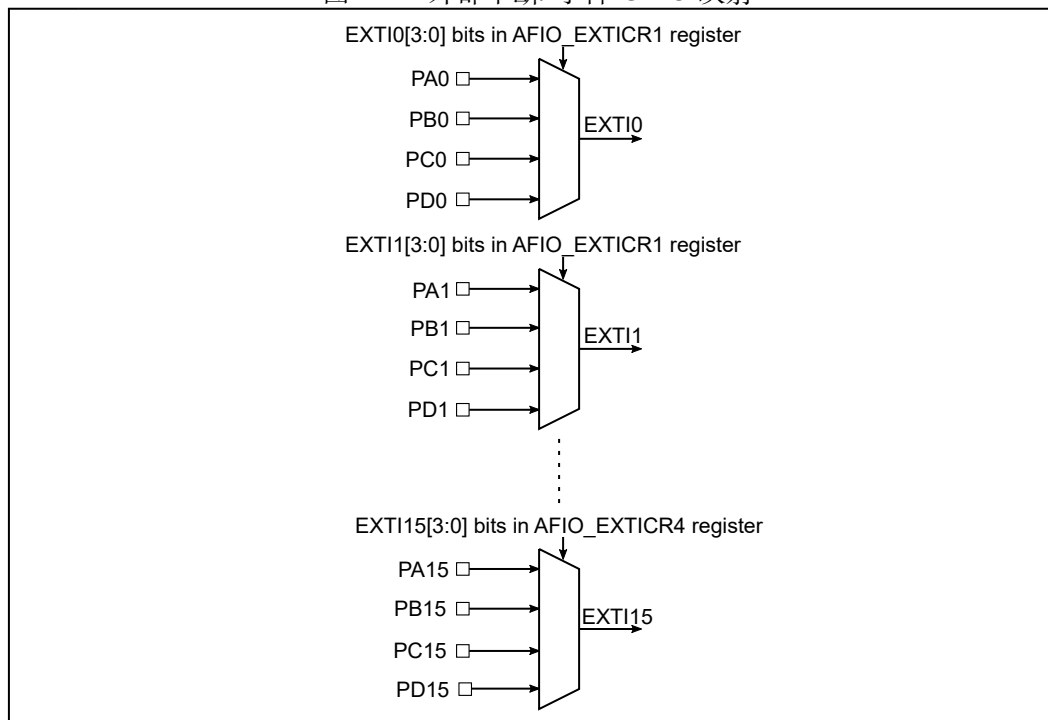 EXTI0[3:0] bits in AFIO_EXTICR1 register
PA0
PB0
EXTI0
PC0
PD0
EXTI1[3:0] bits in AFIO_EXTICR1 register
PA1
PB1
EXTI1
PC1
PD1
EXTI15[3:0] bits in AFIO_EXTICR4 register
PA15
PB15
EXTI15
PC15
PD15